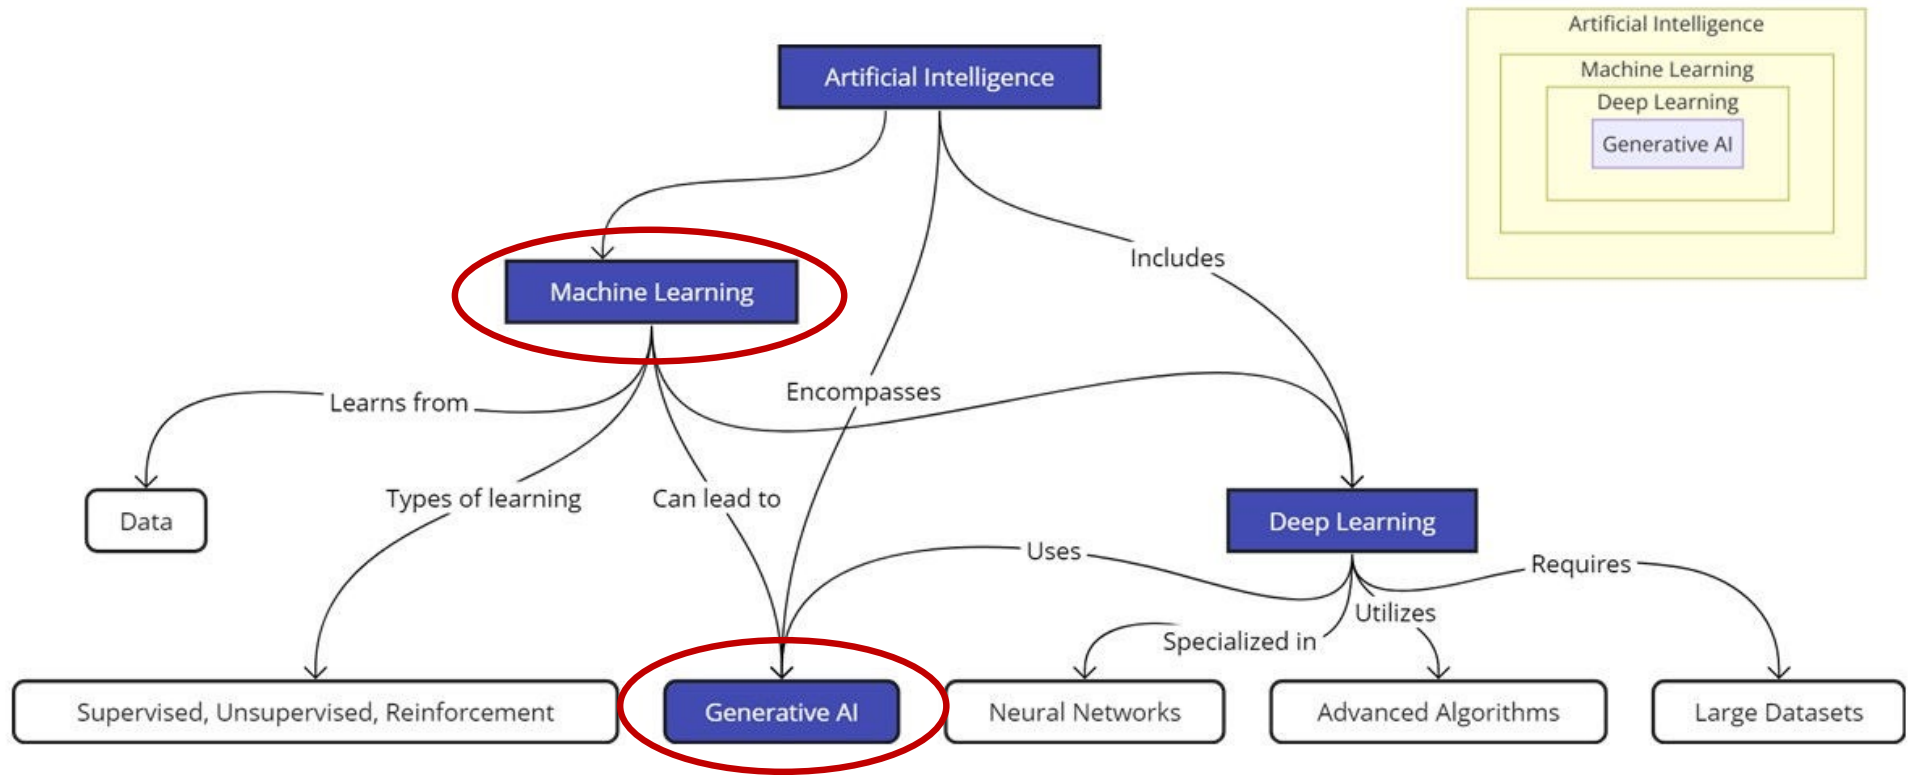 Artificial Intelligence
Artificial Intelligence
Machine Learning
Deep Learning
Generative AI
Includes
Machine Learning
Encompasses
Learns from
Types of learning
Can lead to
Data
Deep Learning
Uses
Requires
Utilizes
Specialized in
Supervised, Unsupervised, Reinforcement
Generative AI
Neural Networks
Advanced Algorithms
Large Datasets